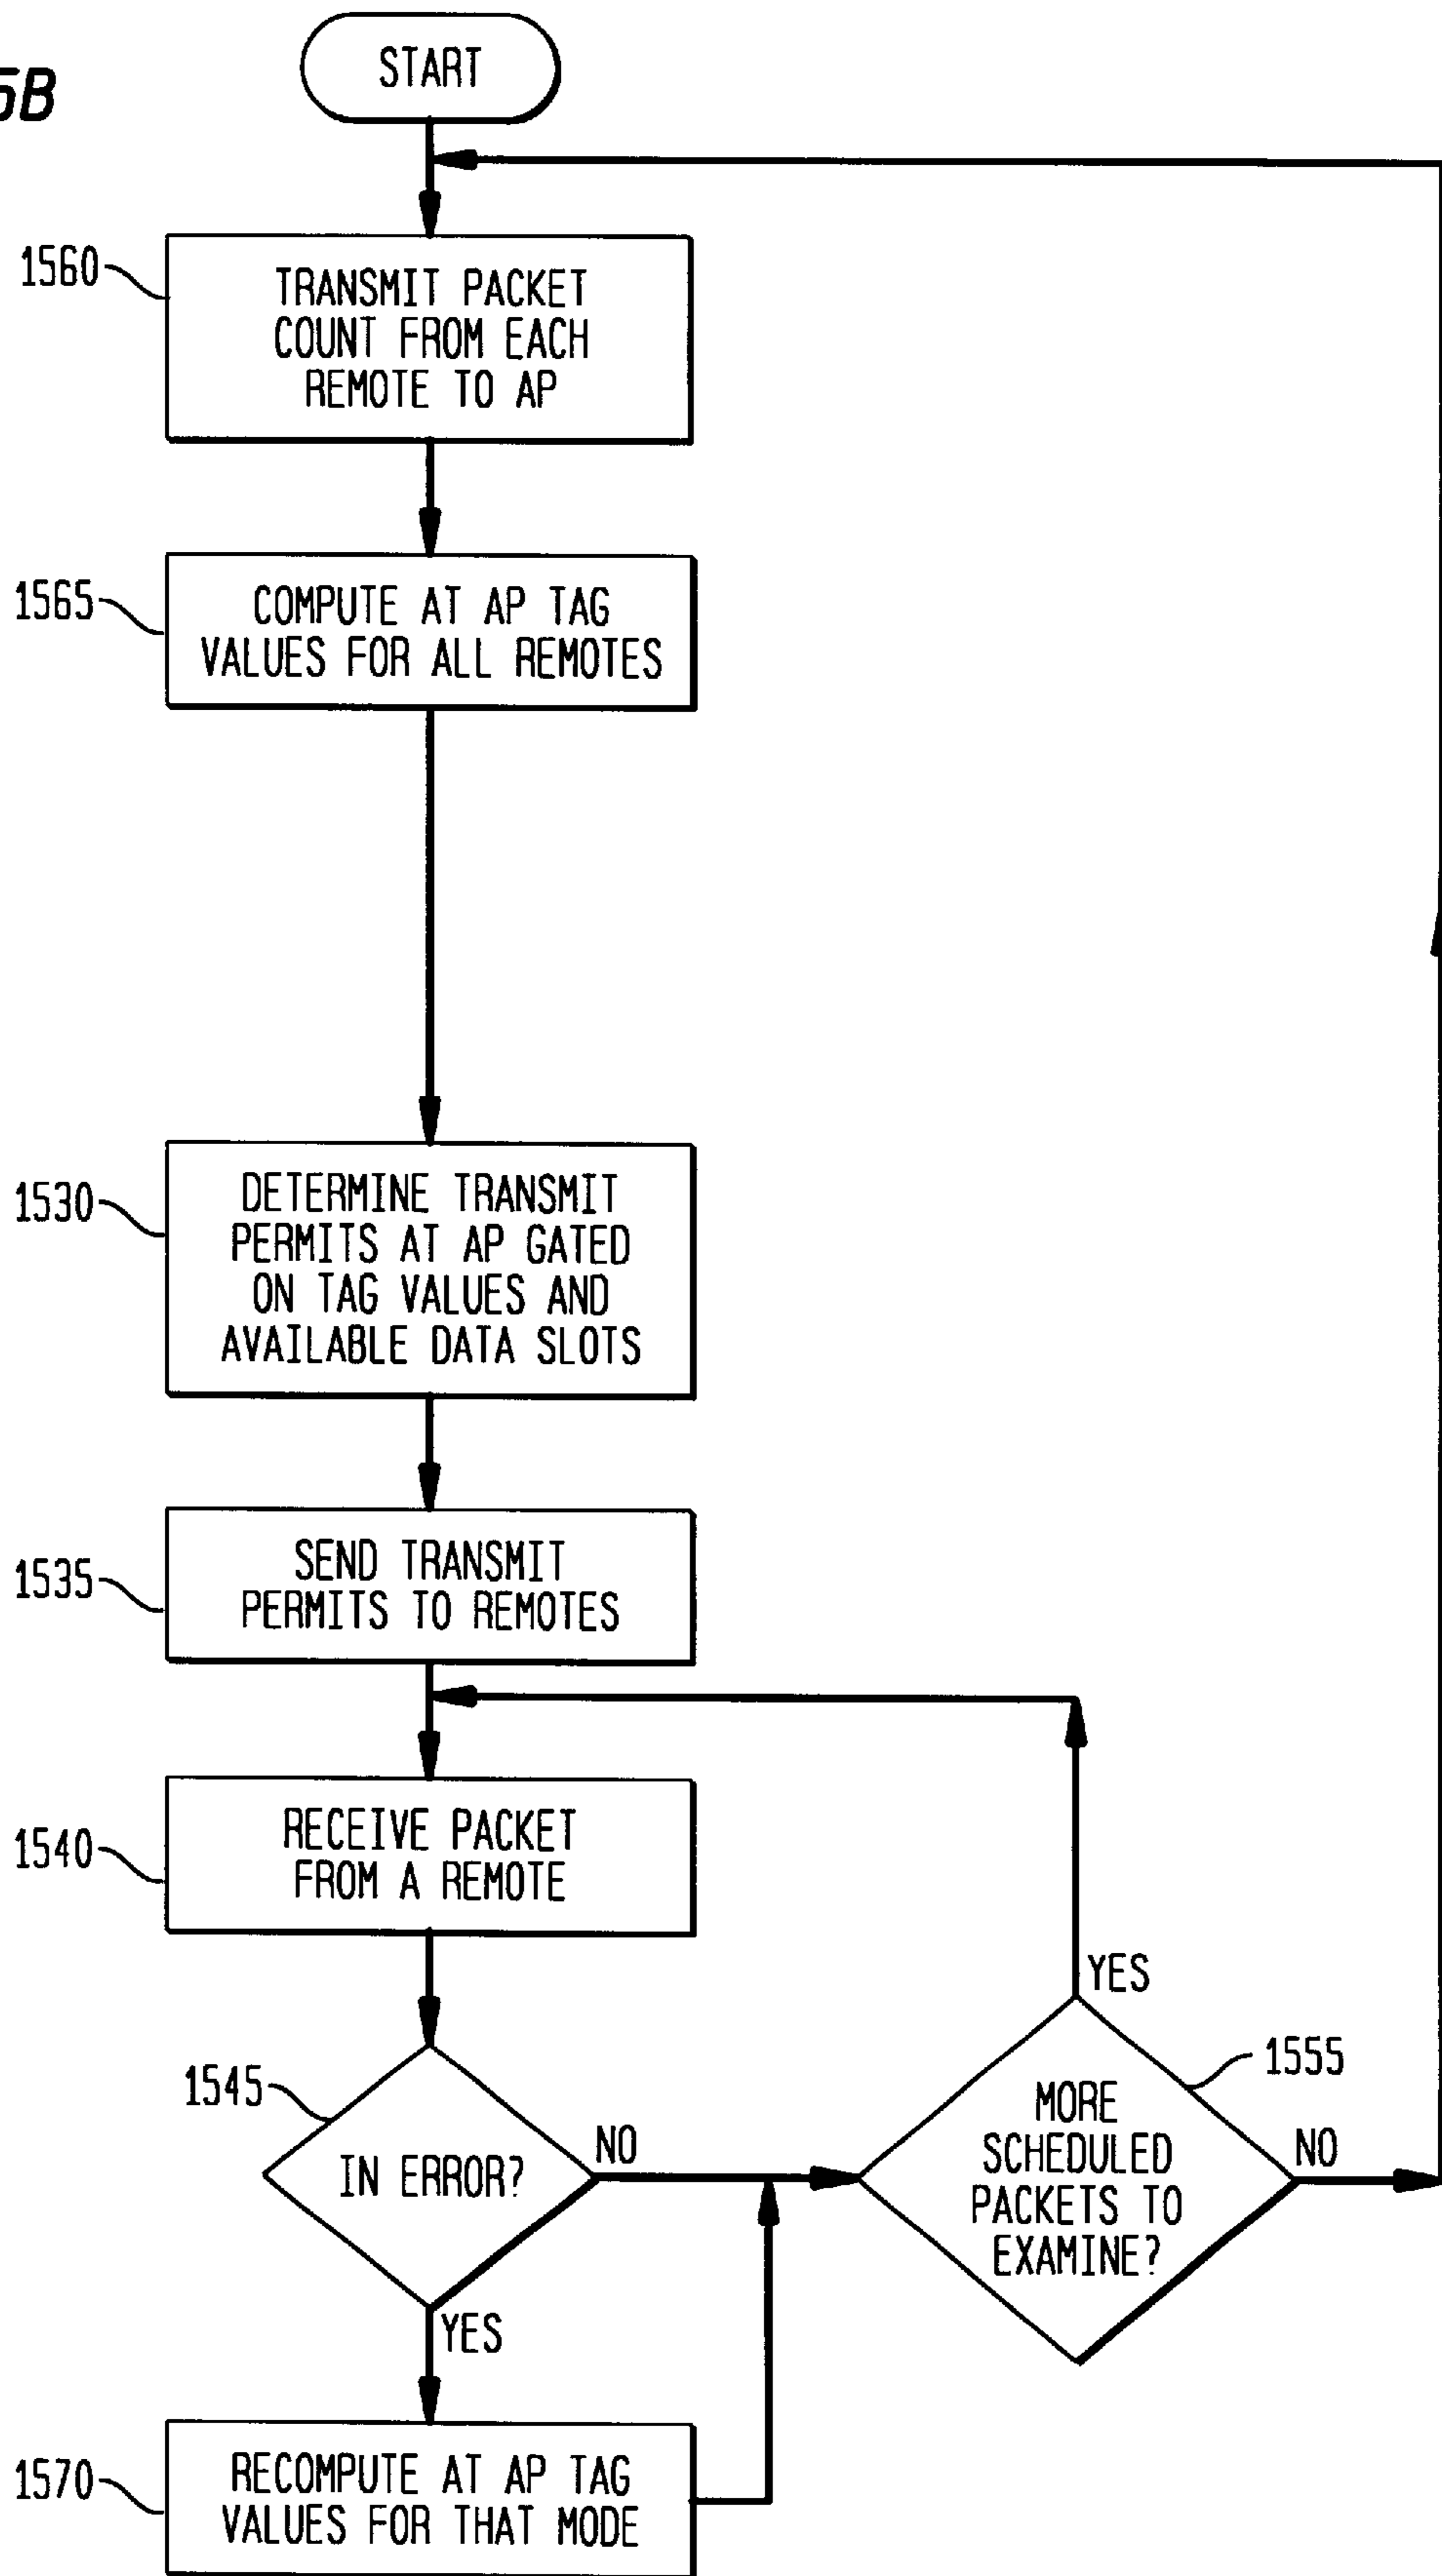 5B
START
1560
TRANSMIT PACKET
COUNT FROM EACH
REMOTE TO AP
1565
COMPUTE AT AP TAG
VALUES FOR ALL REMOTES
1530
DETERMINE TRANSMIT
PERMITS AT AP GATED
ON TAG VALUES AND
AVAILABLE DATA SLOTS
1535
SEND TRANSMIT
PERMITS TO REMOTES
1540
RECEIVE PACKET
FROM A REMOTE
1545
IN ERROR?
NO
YES
YES
1555
MORE
SCHEDULED
PACKETS TO
EXAMINE?
NO
1570
RECOMPUTE AT AP TAG
VALUES FOR THAT MODE